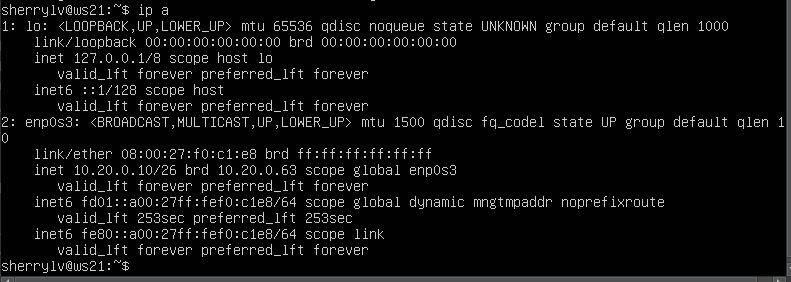 sherrylv@ws21:~$ ip a
1: lo: <LOOPBACK,UP,LOWER_UP> mtu 65536 qdisc noqueue state UNKNOWN group default qlen 1000
    link/loopback 00:00:00:00:00:00 brd 00:00:00:00:00:00
    inet 127.0.0.1/8 scope host lo
       valid_lft forever preferred_lft forever
    inet6 ::1/128 scope host
       valid_lft forever preferred_lft forever
2: enp0s3: <BROADCAST,MULTICAST,UP,LOWER_UP> mtu 1500 qdisc fq_codel state UP group default qlen 10
0
    link/ether 08:00:27:f0:c1:e8 brd ff:ff:ff:ff:ff:ff
    inet 10.20.0.10/26 brd 10.20.0.63 scope global enp0s3
       valid_lft forever preferred_lft forever
    inet6 fd01::a00:27ff:fef0:c1e8/64 scope global dynamic mngtmpaddr noprefixroute
       valid_lft 253sec preferred_lft 253sec
    inet6 fe80::a00:27ff:fef0:c1e8/64 scope link
       valid_lft forever preferred_lft forever
sherrylv@ws21:~$